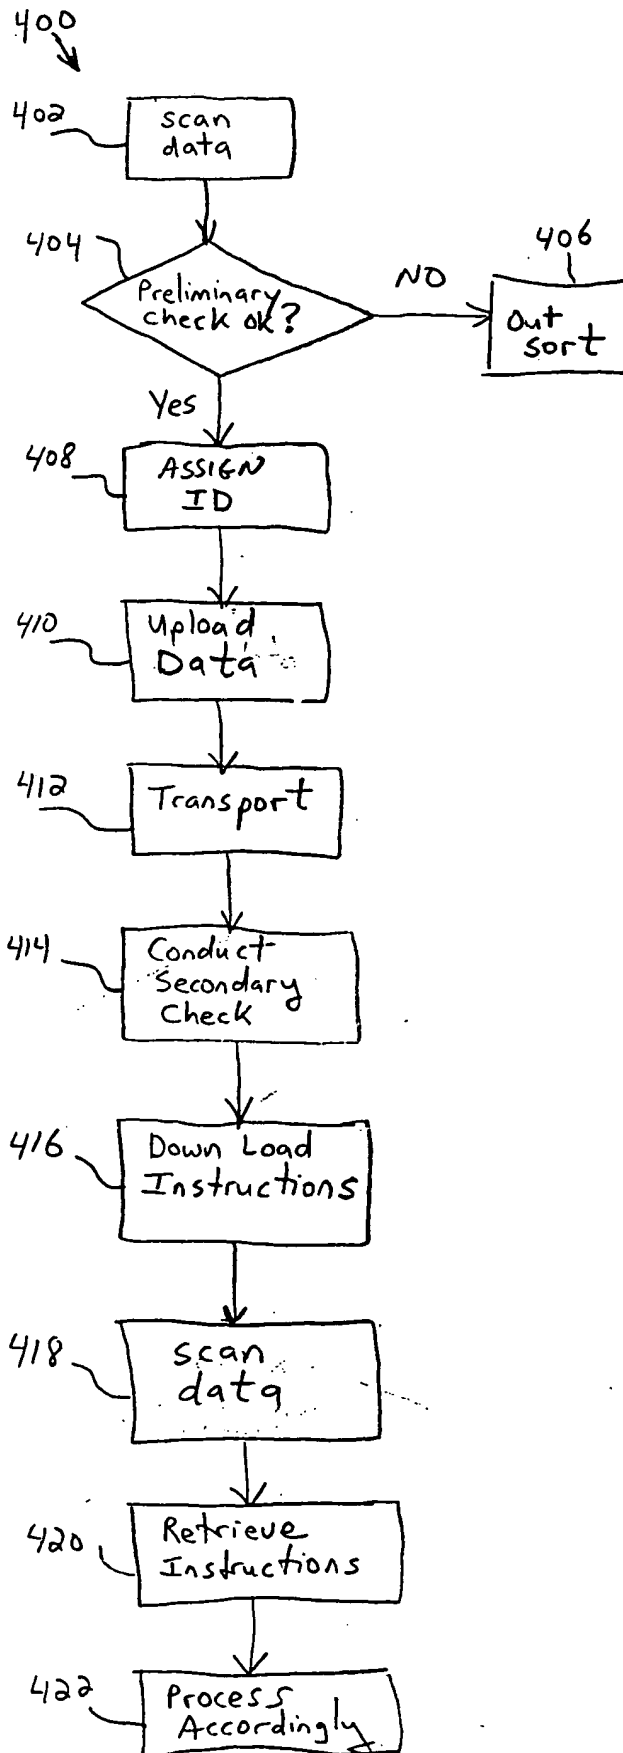 400
402
scan
data
404
Preliminary
check ok?
NO
406
Out
sort
Yes
408
ASSIGN
ID
410
Upload
Data
412
Transport
414
Conduct
Secondary
Check
416
Down Load
Instructions
418
scan
data
420
Retrieve
Instructions
422
Process
Accordingly